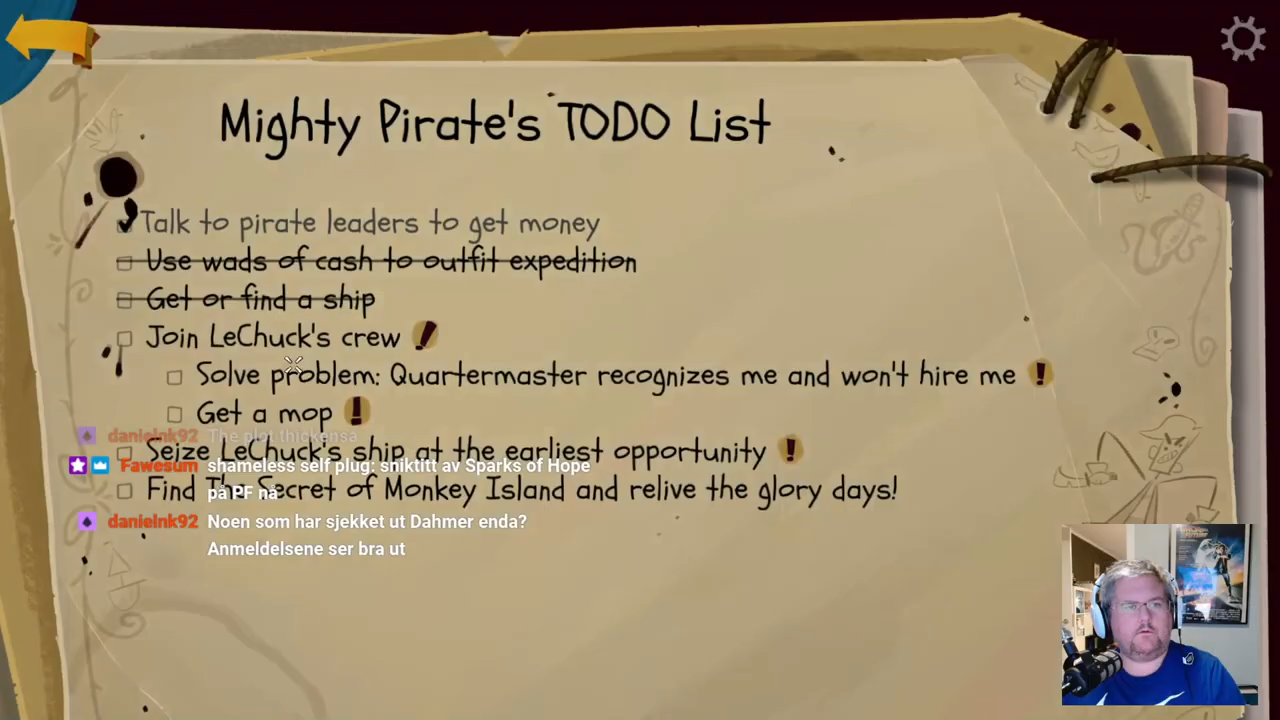 Mighty Pirate's TODO List
Talk to pirate leaders to get money
Use wads of cash to outfit expedition
Get or find a ship
Join LeChuck's crew !
Solve problem: Quartermaster recognizes me and won't hire me !
Get a mop !
danielnk92 The plot thickensa
Seize LeChuck's ship at the earliest opportunity !
Fawesum shameless self plug: sniktitt av Sparks of Hope
på PF nå
Find The Secret of Monkey Island and relive the glory days!
danielnk92 Noen som har sjekket ut Dahmer enda?
Anmeldelsene ser bra ut